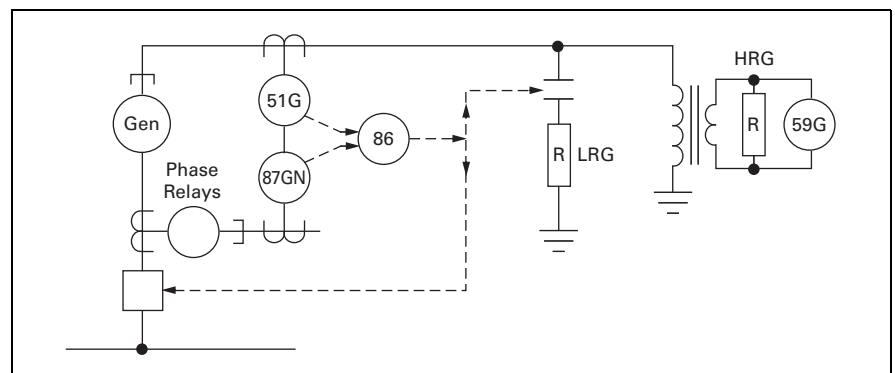 HRG
51G
Gen
86
R
LRG
R
59G
Phase
Relays
87GN